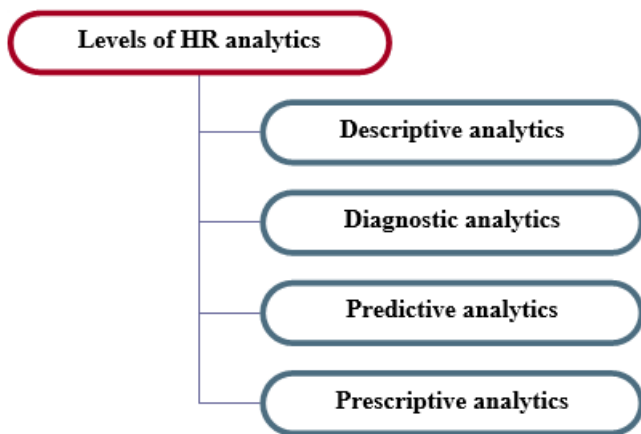 Levels of HR analytics
Descriptive analytics
Diagnostic analytics
Predictive analytics
Prescriptive analytics